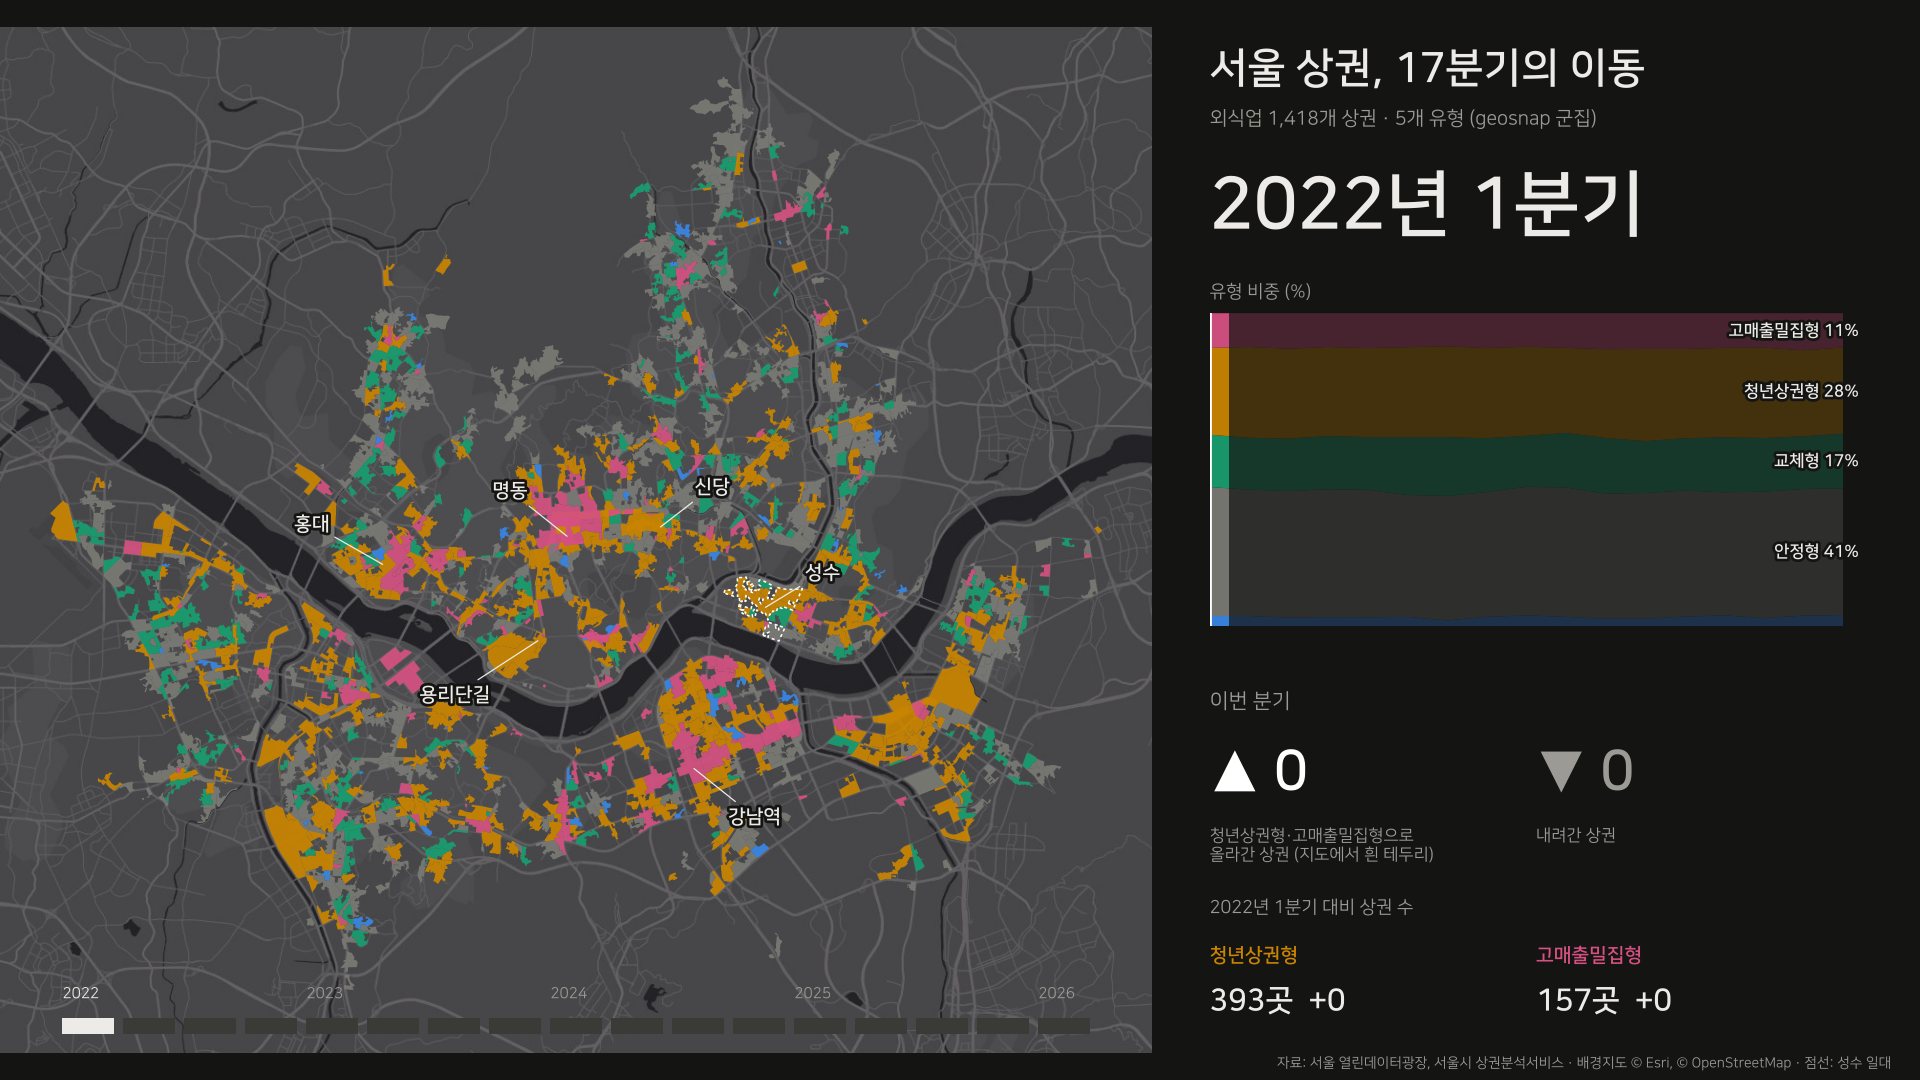 서울 상권, 17분기의 이동
외식업 1,418개 상권 · 5개 유형 (geosnap 군집)
2022년 1분기
유형 비중 (%)
고매출밀집형 11%
청년상권형 28%
교체형 17%
안정형 41%
이번 분기
▲ 0
▼ 0
청년상권형·고매출밀집형으로
올라간 상권 (지도에서 흰 테두리)
내려간 상권
2022년 1분기 대비 상권 수
청년상권형
고매출밀집형
393곳 +0
157곳 +0
명동
신당
홍대
성수
용리단길
강남역
2022
2023
2024
2025
2026
자료: 서울 열린데이터광장, 서울시 상권분석서비스 · 배경지도 © Esri, © OpenStreetMap · 점선: 성수 일대